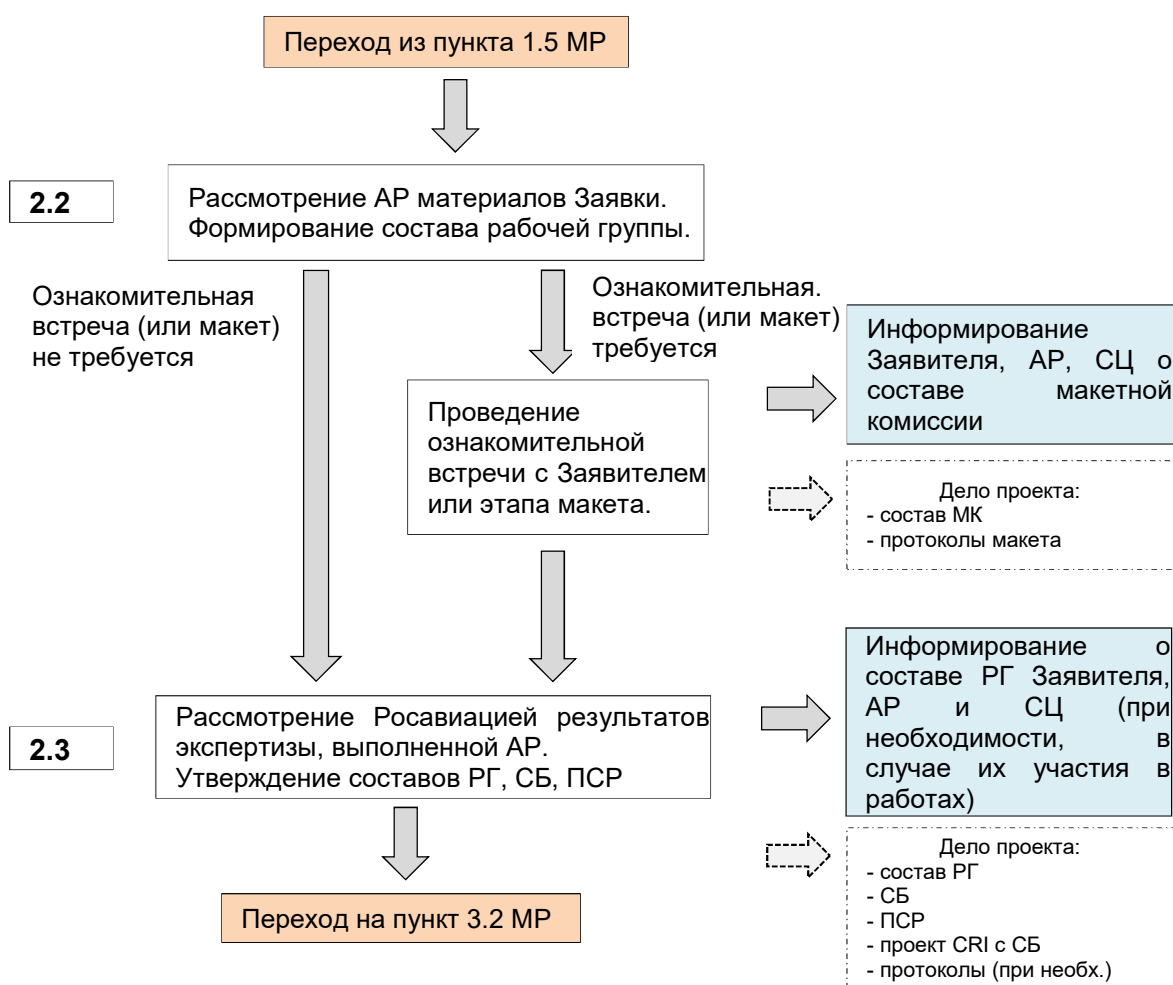 Переход из пункта 1.5 МР
2.2
Рассмотрение АР материалов Заявки.
Формирование состава рабочей группы.
Ознакомительная
встреча (или макет)
не требуется
Ознакомительная.
встреча (или макет)
требуется
Информирование
Заявителя, АР, СЦ о
составе макетной
комиссии
Проведение
ознакомительной
встречи с Заявителем
или этапа макета.
Дело проекта:
- состав МК
- протоколы макета
2.3
Рассмотрение Росавиацией результатов
экспертизы, выполненной АР.
Утверждение составов РГ, СБ, ПСР
Информирование о
составе РГ Заявителя,
АР и СЦ (при
необходимости, в
случае их участия в
работах)
Дело проекта:
- состав РГ
- СБ
- ПСР
- проект CRI с СБ
- протоколы (при необх.)
Переход на пункт 3.2 МР